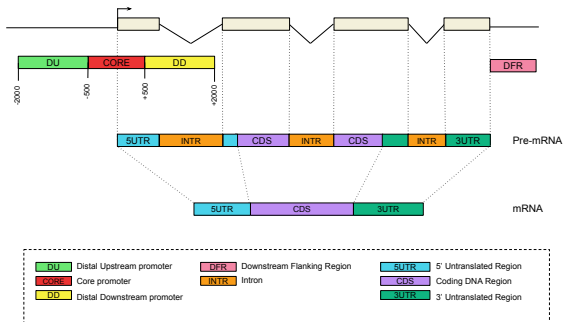 DU CORE DD DFR
-2000 -500 +500 +2000
5UTR INTR CDS INTR CDS INTR 3UTR Pre-mRNA
5UTR CDS 3UTR mRNA
DU Distal Upstream promoter DFR Downstream Flanking Region 5UTR 5' Untranslated Region
CORE Core promoter INTR Intron CDS Coding DNA Region
DD Distal Downstream promoter 3UTR 3' Untranslated Region